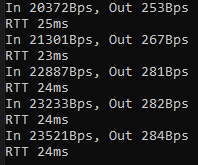 In 20372Bps, Out 253Bps
RTT 25ms
In 21301Bps, Out 267Bps
RTT 23ms
In 22887Bps, Out 281Bps
RTT 24ms
In 23233Bps, Out 282Bps
RTT 24ms
In 23521Bps, Out 284Bps
RTT 24ms